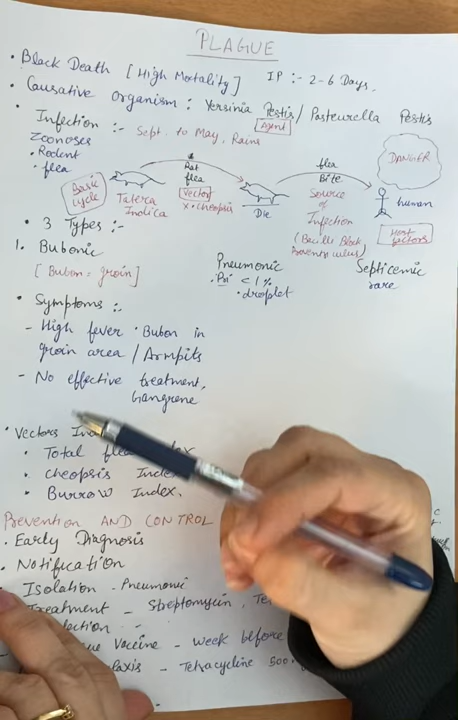 PLAGUE
• Black Death [High Mortality] IP :- 2-6 Days.
• Causative Organism : Yersinia Pestis / Pasteurella Pestis
Agent
• Infection :- Sept. to May, Rains
Zoonoses
• Rodent
• flea
Basic cycle
Tatera Indica
Rat flea
Vector
X • Cheopsis
Die
flea
Bite
Source of Infection
DANGER
human
Host factors
• 3 Types :-
1. Bubonic
[Bubon = groin]
Pneumonic
< 1%
• droplet
Septicemic
rare
• Symptoms :.
- High fever • Bubon in
groin area / Armpits
- No effective treatment,
Gangrene
• Vectors
• Total
• Cheopsis Index
• Burrow Index.
Prevention AND CONTROL
• Early Diagnosis
• Notification
Isolation - Pneumonic
Treatment - Streptomycin,
Vaccine - week before
- Tetracycline 500